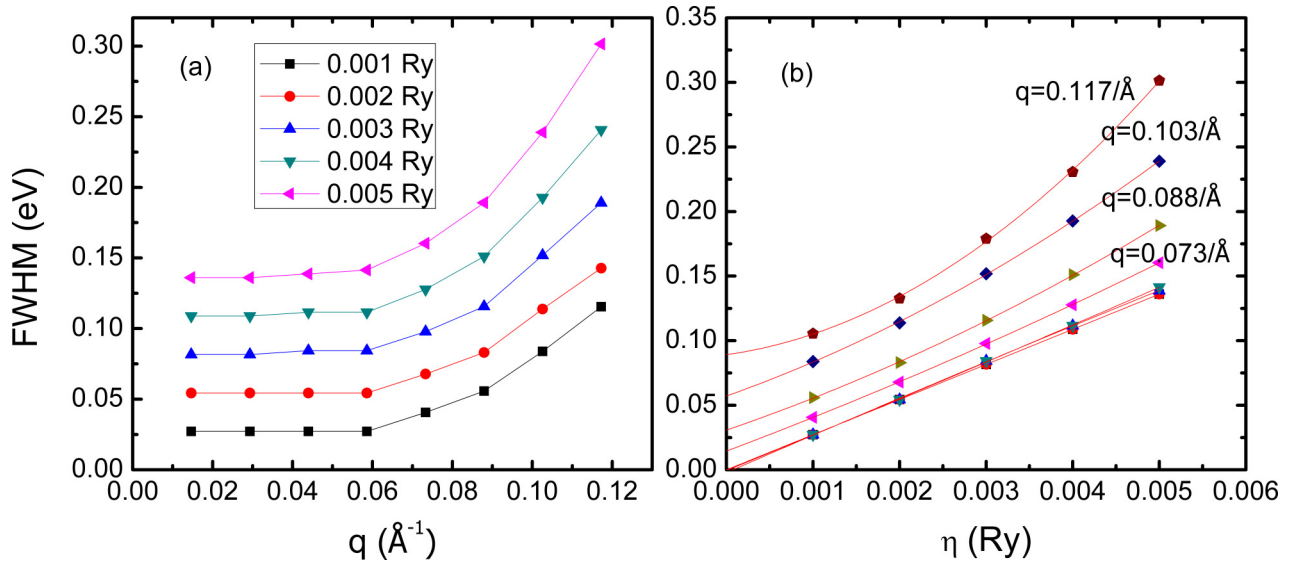 (a)
0.001 Ry
0.002 Ry
0.003 Ry
0.004 Ry
0.005 Ry
FWHM (eV)
0.30
0.25
0.20
0.15
0.10
0.05
0.00
0.00 0.02 0.04 0.06 0.08 0.10 0.12
q (Å⁻¹)
(b)
q=0.117/Å
q=0.103/Å
q=0.088/Å
q=0.073/Å
0.35
0.30
0.25
0.20
0.15
0.10
0.05
0.00
0.000 0.001 0.002 0.003 0.004 0.005 0.006
η (Ry)